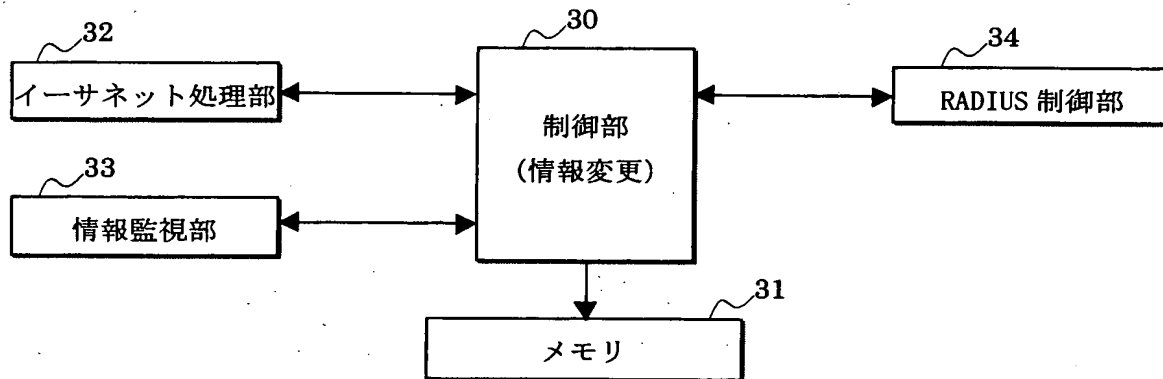 32
イーサネット処理部
30
制御部
(情報変更)
34
RADIUS 制御部
33
情報監視部
31
メモリ